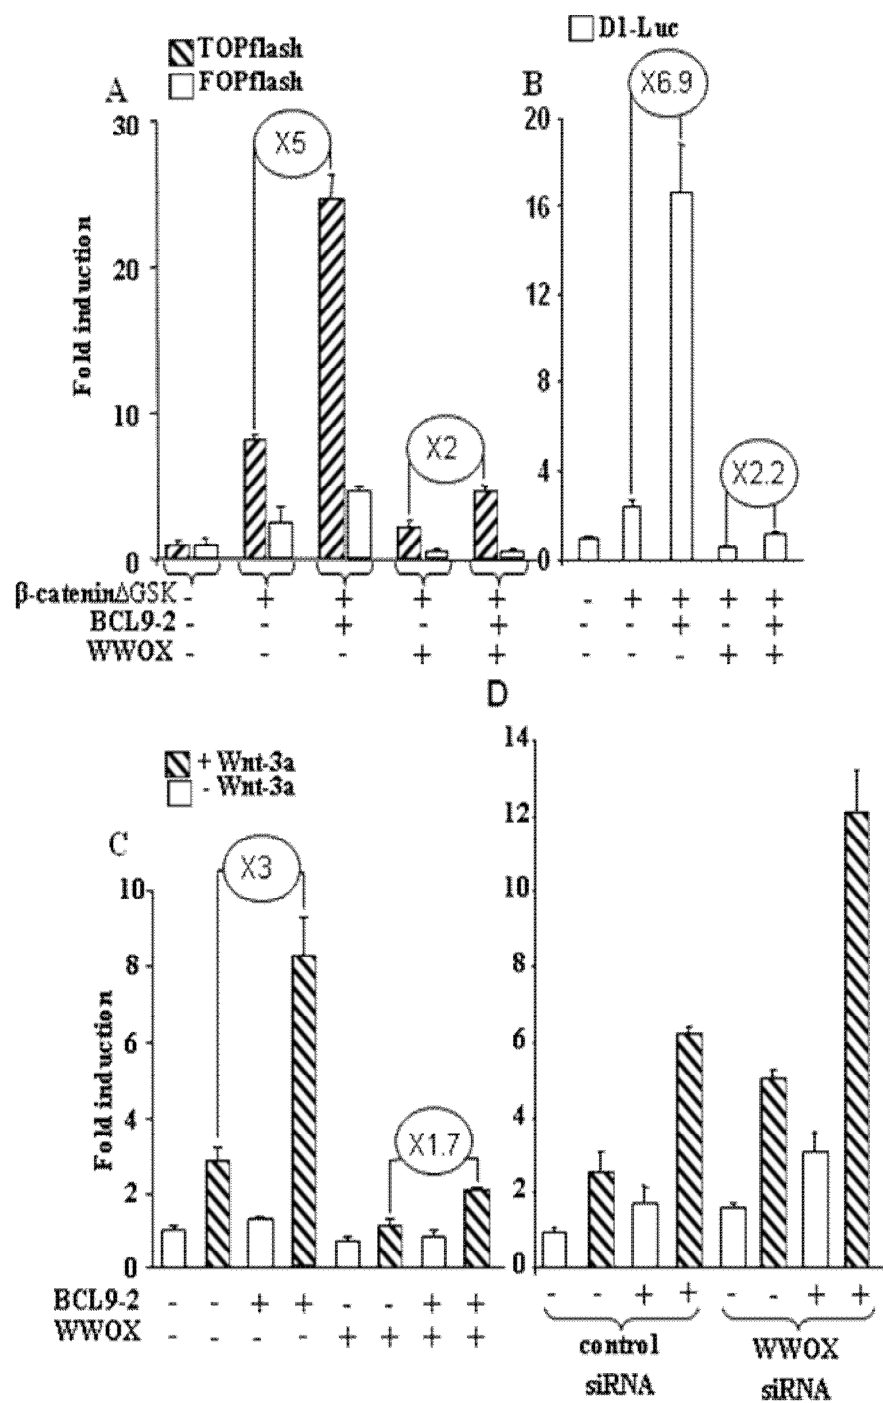 TOPflash
FOPflash
A
X5
X2
30
20
10
0
Fold induction
β-cateninΔGSK - + + + +
BCL9-2 - - + - +
WWOX - - - + +
D1-Luc
B
X6.9
X2.2
20
16
12
8
4
0
- + + + +
- - + - +
- - - + +
+ Wnt-3a
- Wnt-3a
C
X3
X1.7
10
8
6
4
2
0
Fold induction
BCL9-2 - - + + - - + +
WWOX - - - - + + + +
D
14
12
10
8
6
4
2
0
- - + + - - + +
control
siRNA
WWOX
siRNA